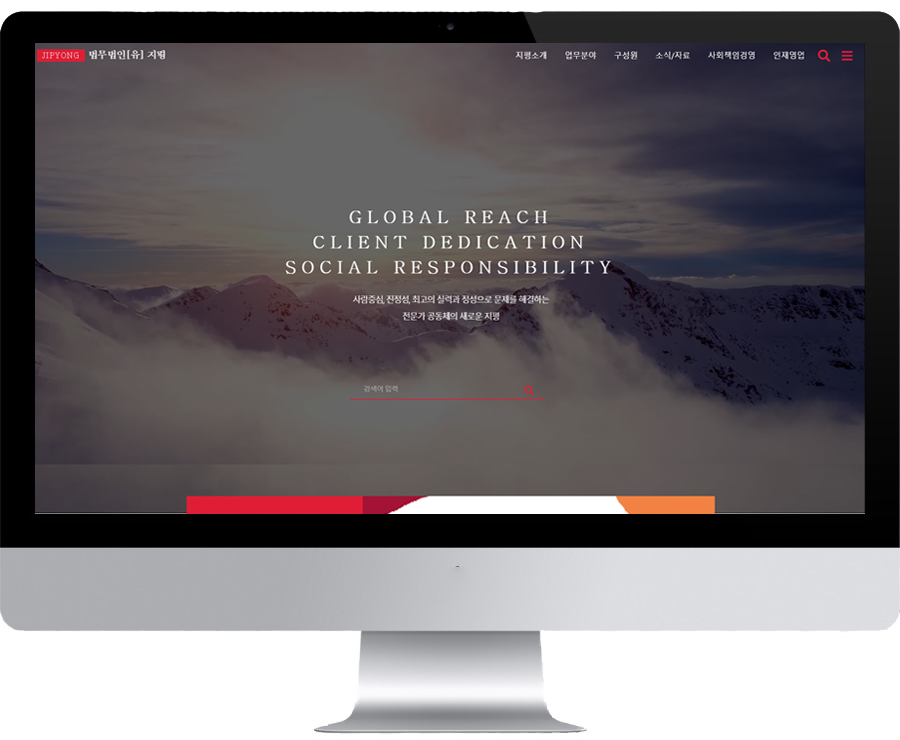 JIPYONG 법무법인[유] 지평
지평소개 업무분야 구성원 소식/자료 사회책임경영 인재영업
GLOBAL REACH
CLIENT DEDICATION
SOCIAL RESPONSIBILITY
사람중심, 진정성, 최고의 실력과 정성으로 문제를 해결하는
전문가 공동체의 새로운 지평
검색어 입력